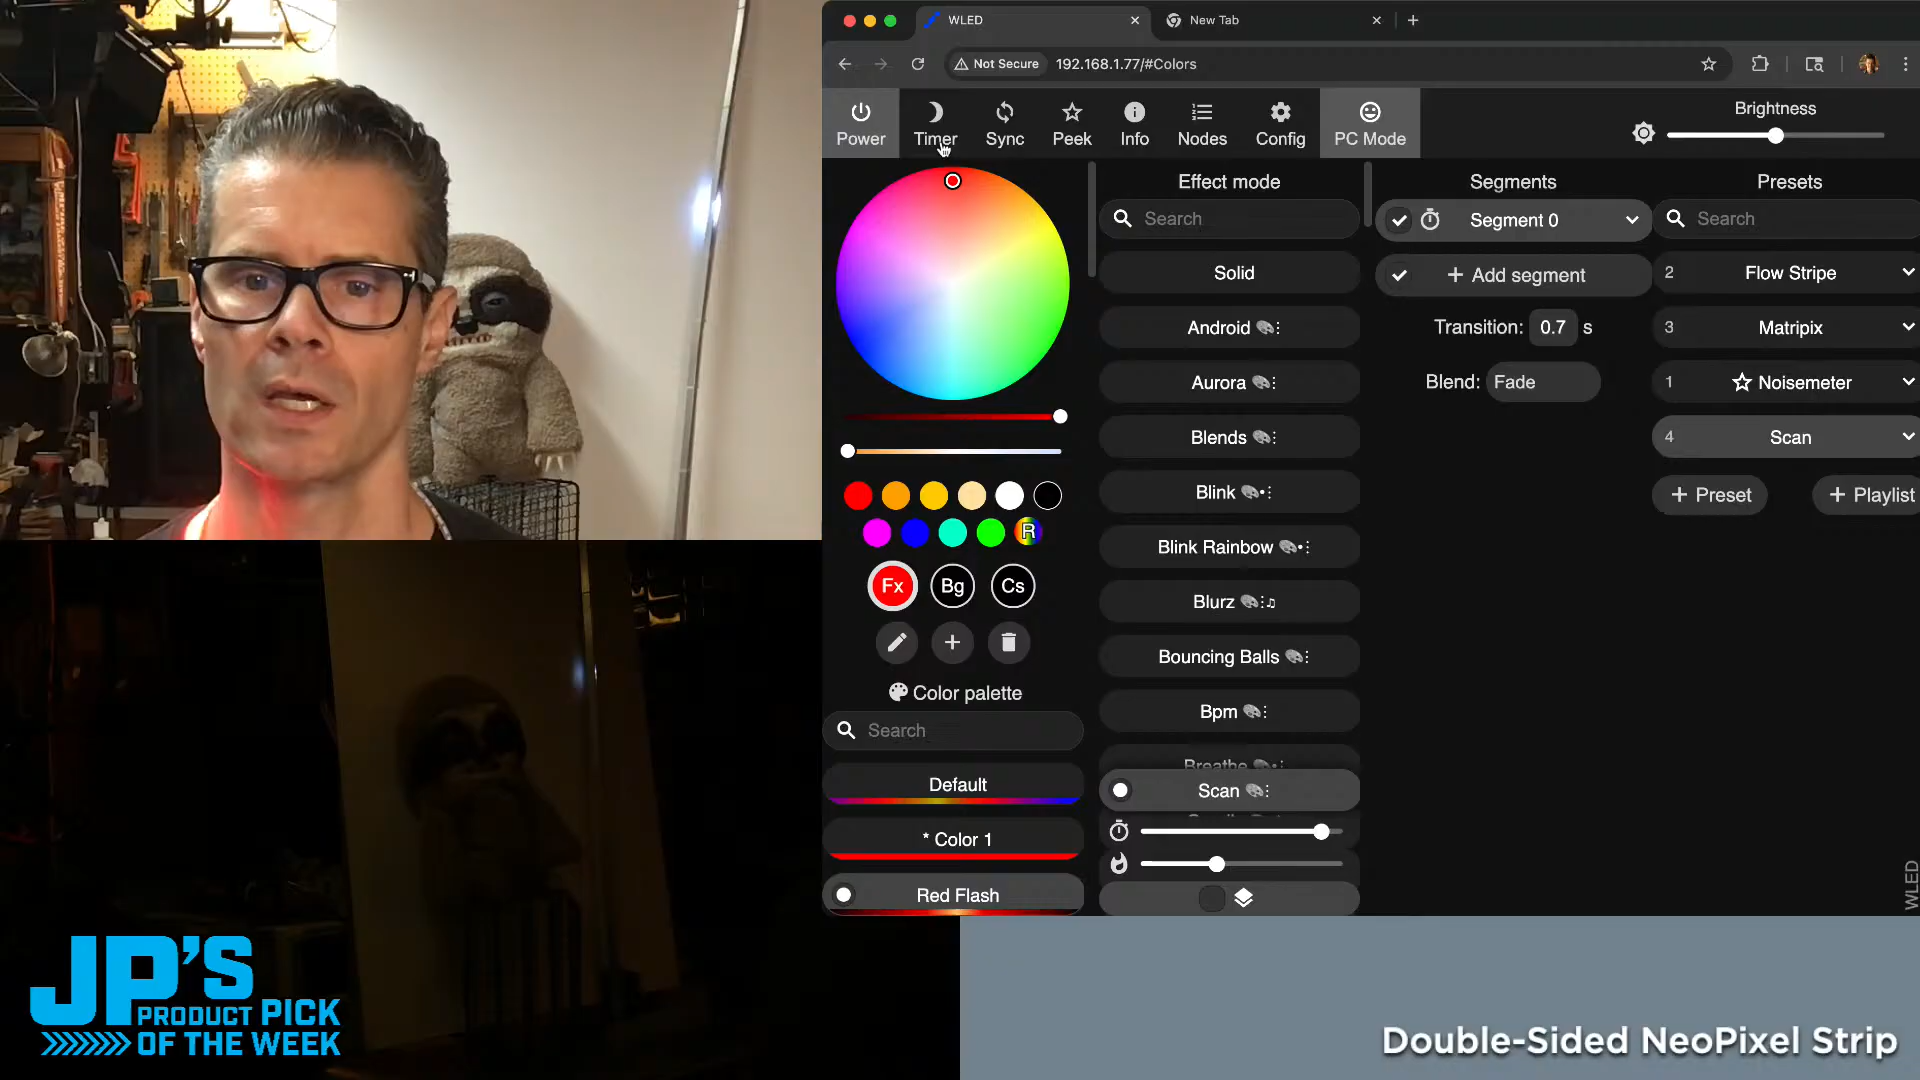 WLED
New Tab
Not Secure
192.168.1.77/#Colors
Power
Timer
Sync
Peek
Info
Nodes
Config
PC Mode
Brightness
R
Fx
Bg
Cs
Color palette
Search
Default
* Color 1
Red Flash
Effect mode
Search
Solid
Android
Aurora
Blends
Blink
Blink Rainbow
Blurz
Bouncing Balls
Bpm
Breathe
Scan
Segments
Segment 0
+ Add segment
Transition: 0.7 s
Blend: Fade
Presets
Search
2 Flow Stripe
3 Matripix
1 Noisemeter
4 Scan
+ Preset
+ Playlist
WLED
JP'S
PRODUCT PICK
OF THE WEEK
Double-Sided NeoPixel Strip